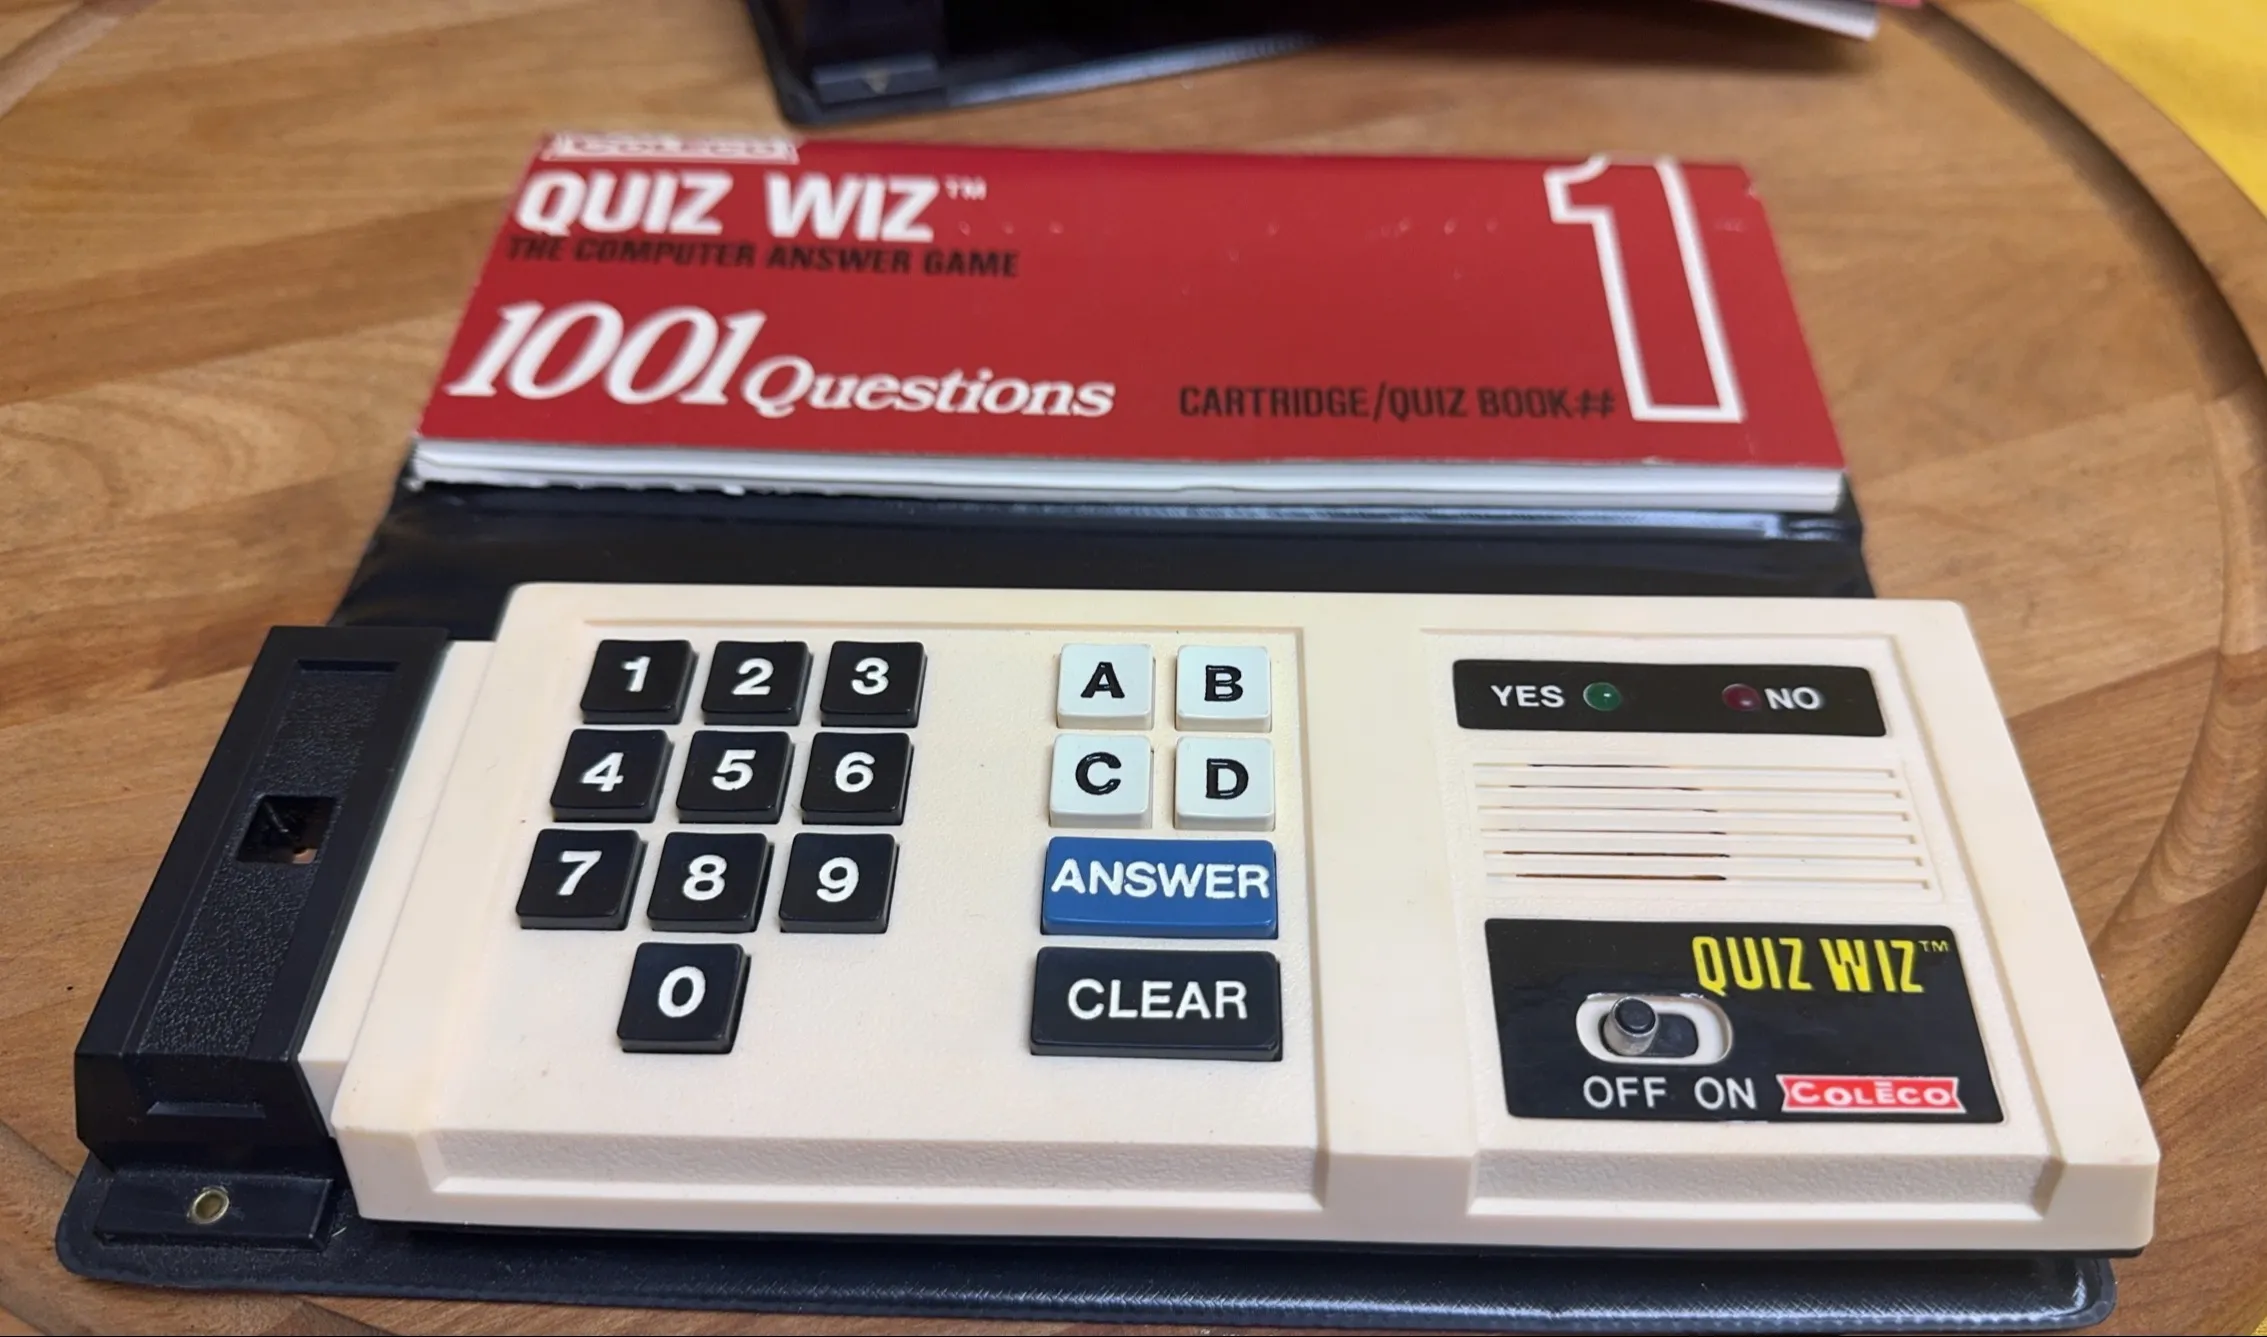 COLECO
QUIZ WIZ™
THE COMPUTER ANSWER GAME
1001 Questions
CARTRIDGE/QUIZ BOOK## 1
1 2 3 A B
YES NO
4 5 6 C D
7 8 9 ANSWER
0 CLEAR
QUIZ WIZ™
OFF ON COLĒCO